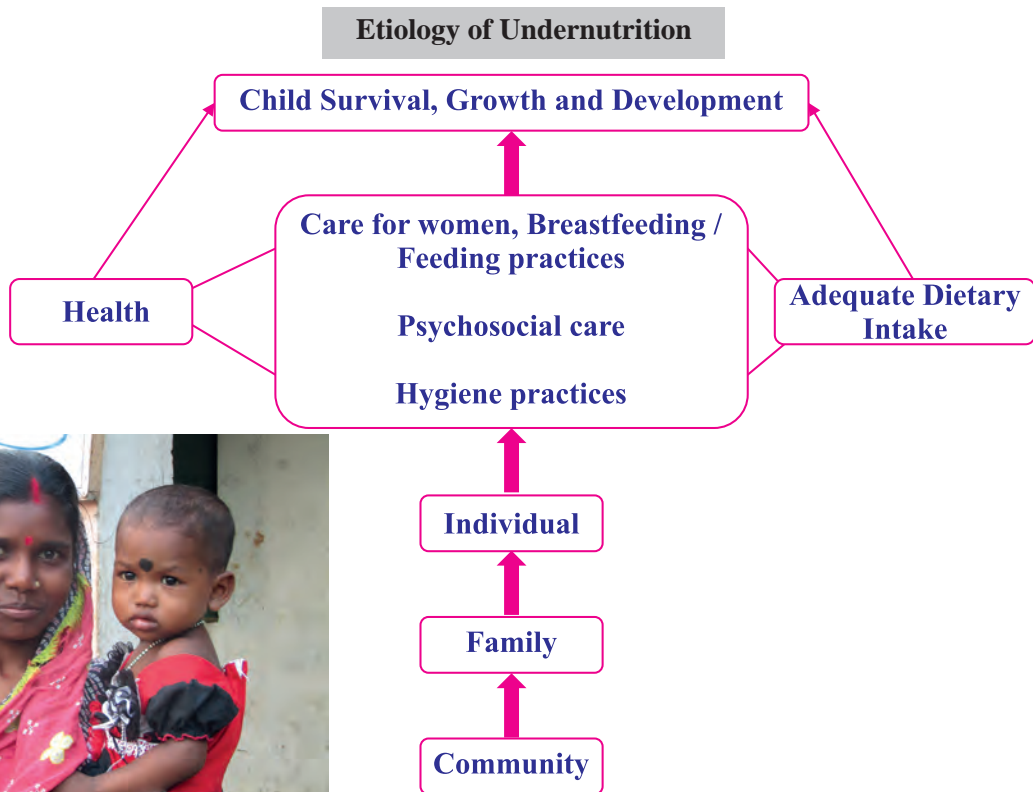 Etiology of Undernutrition
Child Survival, Growth and Development
Care for women, Breastfeeding /
Feeding practices
Psychosocial care
Hygiene practices
Health
Adequate Dietary
Intake
Individual
Family
Community